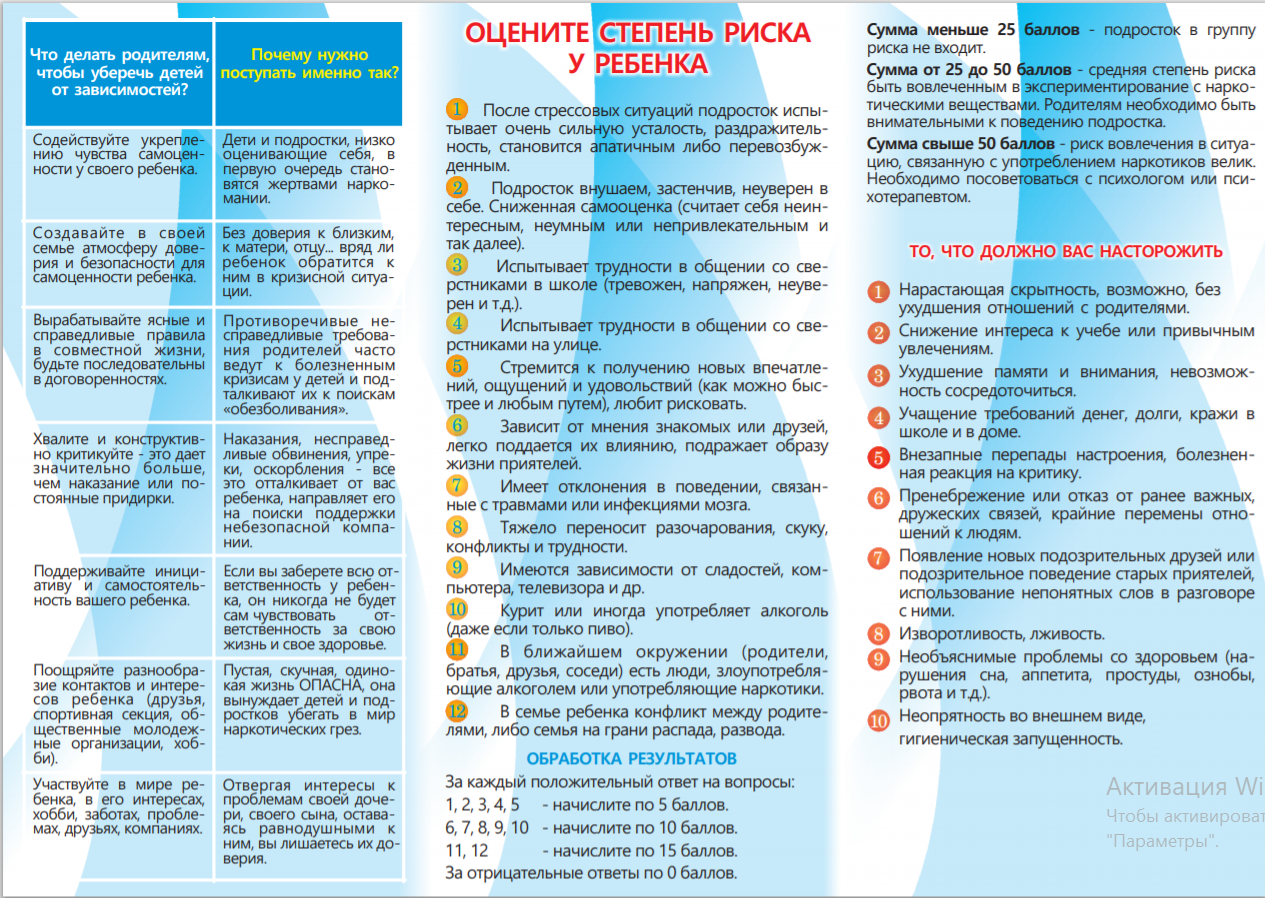 Что делать родителям,
чтобы уберечь детей
от зависимостей?
Почему нужно
поступать именно так?
Содействуйте укрепле-
нию чувства самоцен-
ности у своего ребенка.
Дети и подростки, низко
оценивающие себя, в
первую очередь стано-
вятся жертвами нарко-
мании.
Создавайте в своей
семье атмосферу дове-
рия и безопасности для
самоценности ребенка.
Без доверия к близким,
к матери, отцу... вряд ли
ребенок обратится к
ним в кризисной ситуа-
ции.
Вырабатывайте ясные и
справедливые правила
в совместной жизни,
будьте последовательны
в договоренностях.
Противоречивые не-
справедливые требова-
ния родителей часто
ведут к болезненным
кризисам у детей и под-
талкивают их к поискам
«обезболивания».
Хвалите и конструктив-
но критикуйте - это дает
значительно больше,
чем наказание или по-
стоянные придирки.
Наказания, несправед-
ливые обвинения, упре-
ки, оскорбления - все
это отталкивает от вас
ребенка, направляет его
на поиски поддержки
небезопасной компа-
нии.
Поддерживайте иници-
ативу и самостоятель-
ность вашего ребенка.
Если вы заберете всю от-
ветственность у ребен-
ка, он никогда не будет
сам чувствовать от-
ветственность за свою
жизнь и свое здоровье.
Поощряйте разнообра-
зие контактов и интере-
сов ребенка (друзья,
спортивная секция, об-
щественные молодеж-
ные организации, хоб-
би).
Пустая, скучная, одино-
кая жизнь ОПАСНА, она
вынуждает детей и под-
ростков убегать в мир
наркотических грез.
Участвуйте в мире ре-
бенка, в его интересах,
хобби, заботах, пробле-
мах, друзьях, компаниях.
Отвергая интересы к
проблемам своей доче-
ри, своего сына, остава-
ясь равнодушными к
ним, вы лишаетесь их до-
верия.
ОЦЕНИТЕ СТЕПЕНЬ РИСКА
У РЕБЕНКА
1 После стрессовых ситуаций подросток испы-
тывает очень сильную усталость, раздражитель-
ность, становится апатичным либо перевозбуж-
денным.
2 Подросток внушаем, застенчив, неуверен в
себе. Сниженная самооценка (считает себя неин-
тересным, неумным или непривлекательным и
так далее).
3 Испытывает трудности в общении со све-
рстниками в школе (тревожен, напряжен, неуве-
рен и т.д.).
4 Испытывает трудности в общении со све-
рстниками на улице.
5 Стремится к получению новых впечатле-
ний, ощущений и удовольствий (как можно быс-
трее и любым путем), любит рисковать.
6 Зависит от мнения знакомых или друзей,
легко поддается их влиянию, подражает образу
жизни приятелей.
7 Имеет отклонения в поведении, связан-
ные с травмами или инфекциями мозга.
8 Тяжело переносит разочарования, скуку,
конфликты и трудности.
9 Имеются зависимости от сладостей, ком-
пьютера, телевизора и др.
10 Курит или иногда употребляет алкоголь
(даже если только пиво).
11 В ближайшем окружении (родители,
братья, друзья, соседи) есть люди, злоупотребля-
ющие алкоголем или употребляющие наркотики.
12 В семье ребенка конфликт между родите-
лями, либо семья на грани распада, развода.
ОБРАБОТКА РЕЗУЛЬТАТОВ
За каждый положительный ответ на вопросы:
1, 2, 3, 4, 5 - начислите по 5 баллов.
6, 7, 8, 9, 10 - начислите по 10 баллов.
11, 12 - начислите по 15 баллов.
За отрицательные ответы по 0 баллов.
Сумма меньше 25 баллов - подросток в группу
риска не входит.
Сумма от 25 до 50 баллов - средняя степень риска
быть вовлеченным в экспериментирование с нарко-
тическими веществами. Родителям необходимо быть
внимательными к поведению подростка.
Сумма свыше 50 баллов - риск вовлечения в ситуа-
цию, связанную с употреблением наркотиков велик.
Необходимо посоветоваться с психологом или пси-
хотерапевтом.
ТО, ЧТО ДОЛЖНО ВАС НАСТОРОЖИТЬ
1 Нарастающая скрытность, возможно, без
ухудшения отношений с родителями.
2 Снижение интереса к учебе или привычным
увлечениям.
3 Ухудшение памяти и внимания, невозмож-
ность сосредоточиться.
4 Учащение требований денег, долги, кражи в
школе и в доме.
5 Внезапные перепады настроения, болезнен-
ная реакция на критику.
6 Пренебрежение или отказ от ранее важных,
дружеских связей, крайние перемены отно-
шений к людям.
7 Появление новых подозрительных друзей или
подозрительное поведение старых приятелей,
использование непонятных слов в разговоре
с ними.
8 Изворотливость, лживость.
9 Необъяснимые проблемы со здоровьем (на-
рушения сна, аппетита, простуды, ознобы,
рвота и т.д.).
10 Неопрятность во внешнем виде,
гигиеническая запущенность.
Активация Wi
Чтобы активироват
"Параметры".